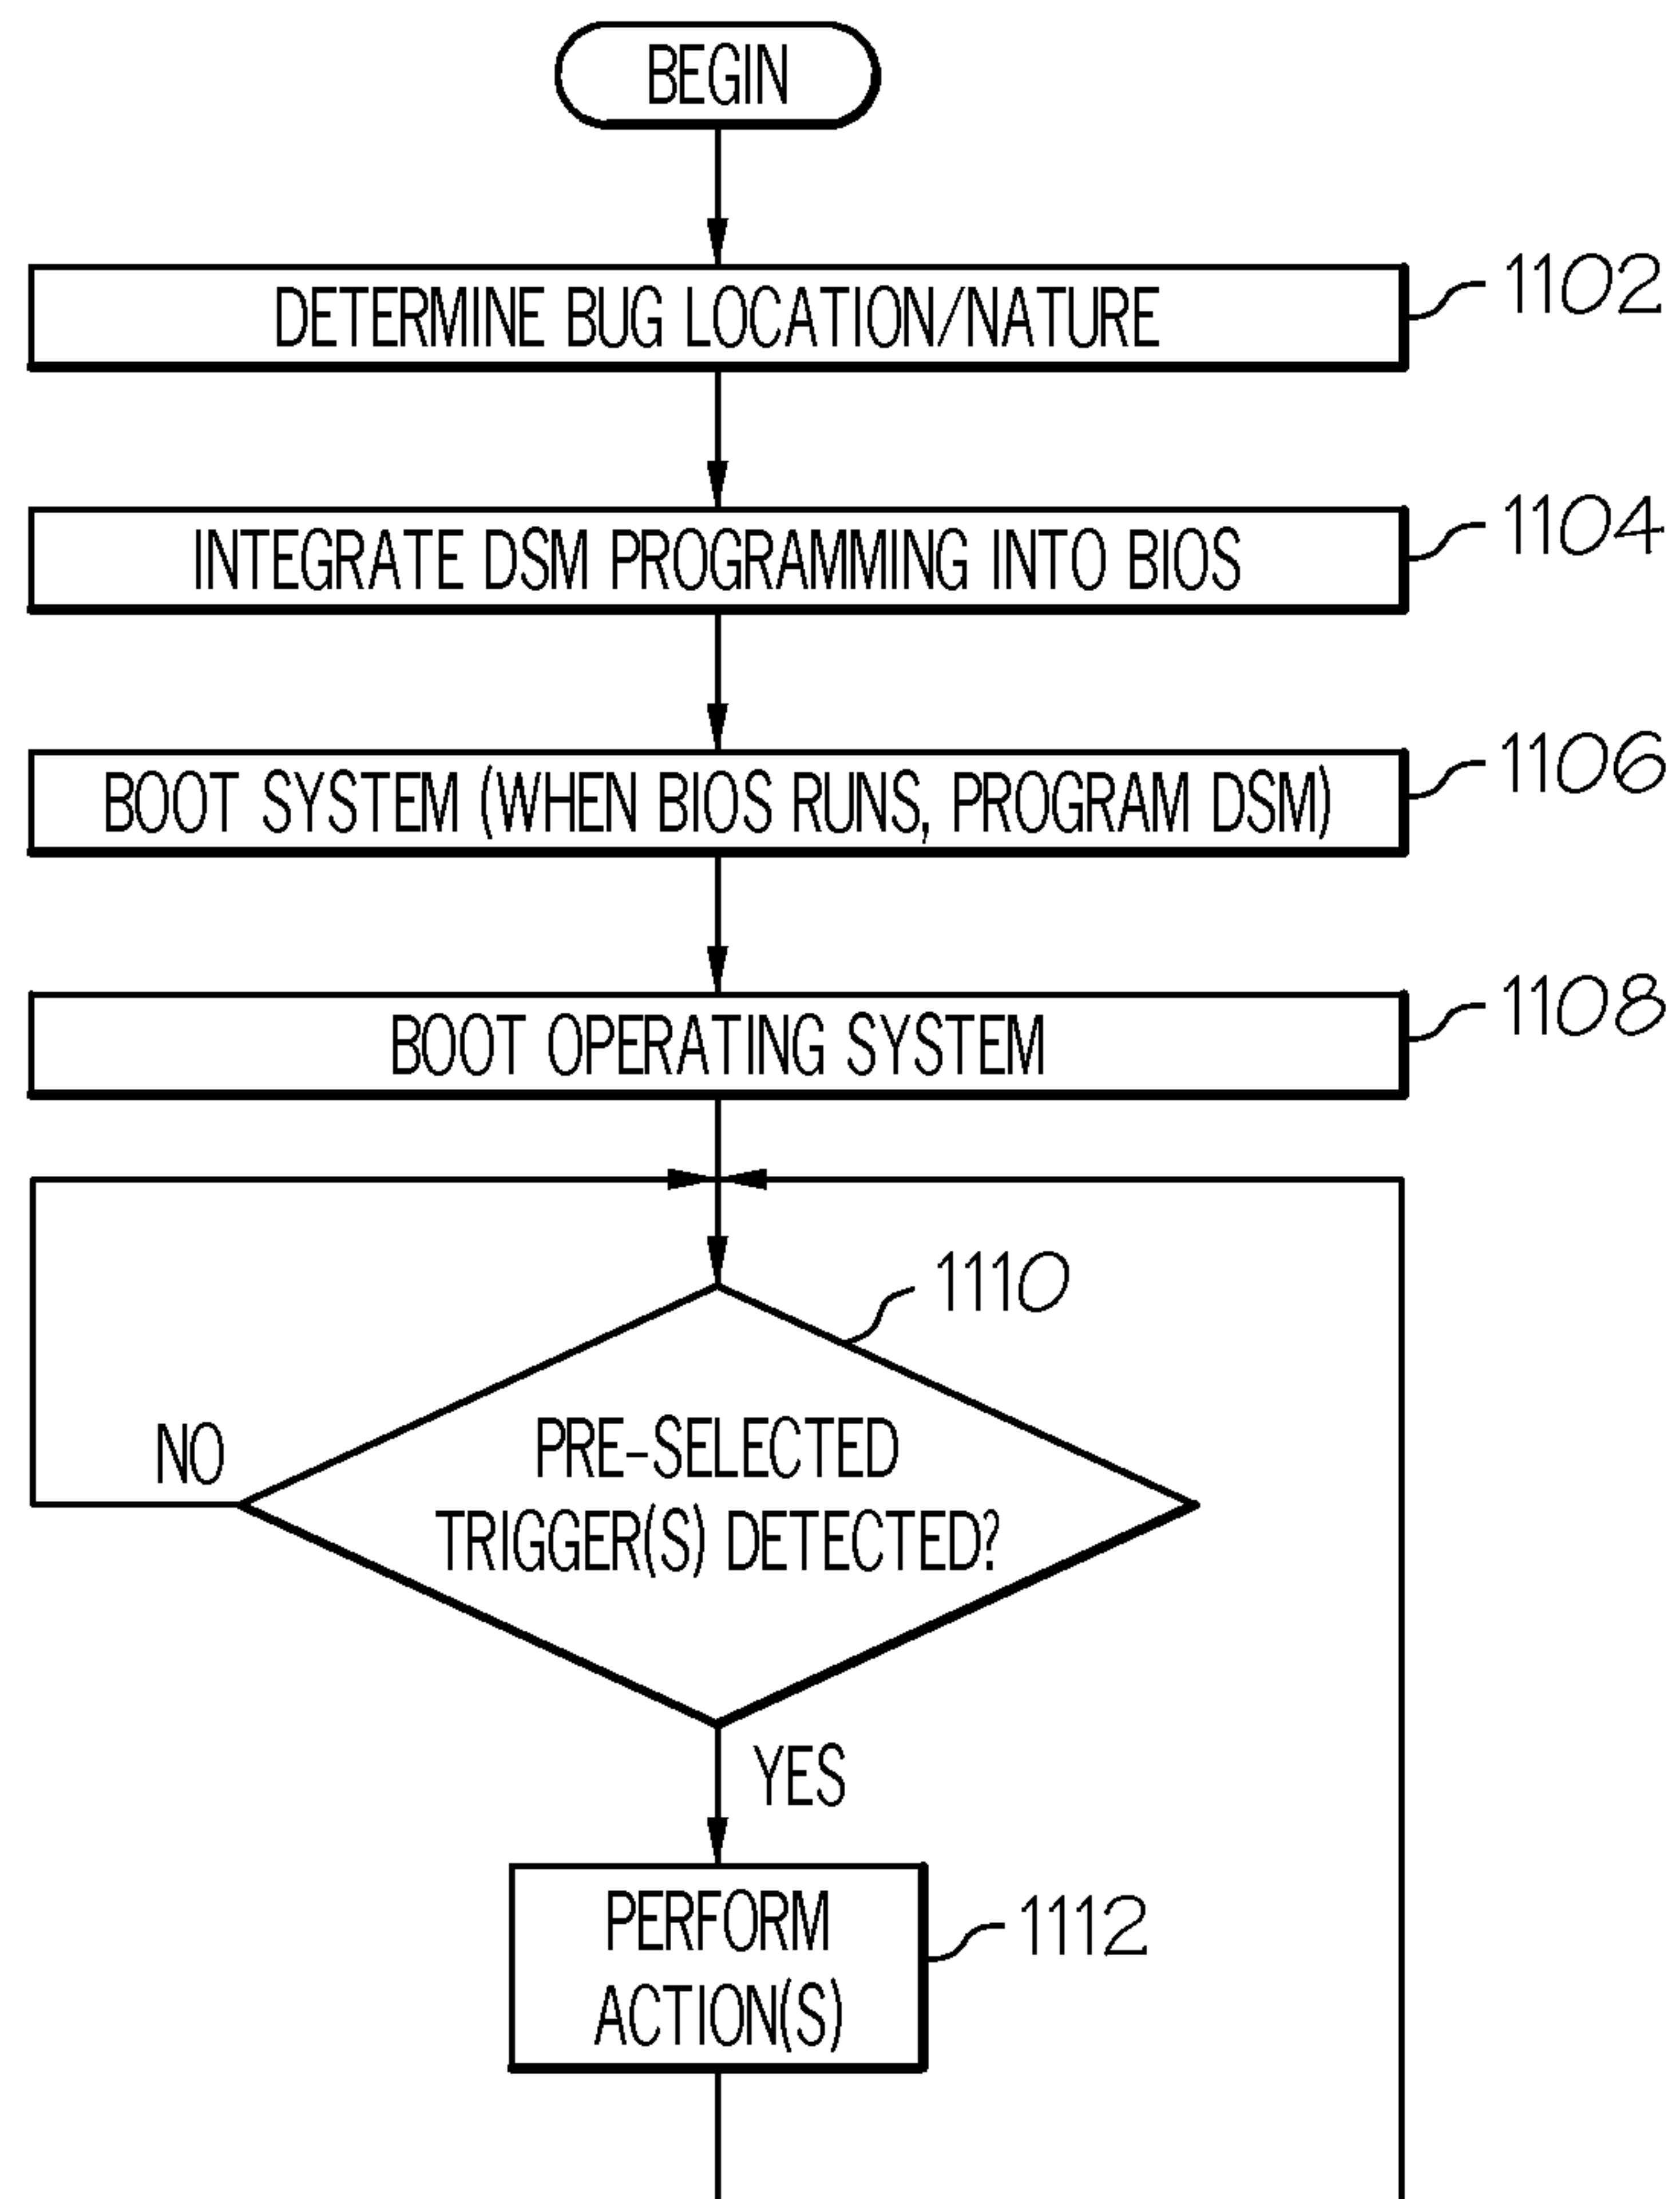 BEGIN
DETERMINE BUG LOCATION/NATURE
1102
INTEGRATE DSM PROGRAMMING INTO BIOS
1104
BOOT SYSTEM (WHEN BIOS RUNS, PROGRAM DSM)
1106
BOOT OPERATING SYSTEM
1108
1110
PRE-SELECTED
TRIGGER(S) DETECTED?
NO
YES
PERFORM
ACTION(S)
1112